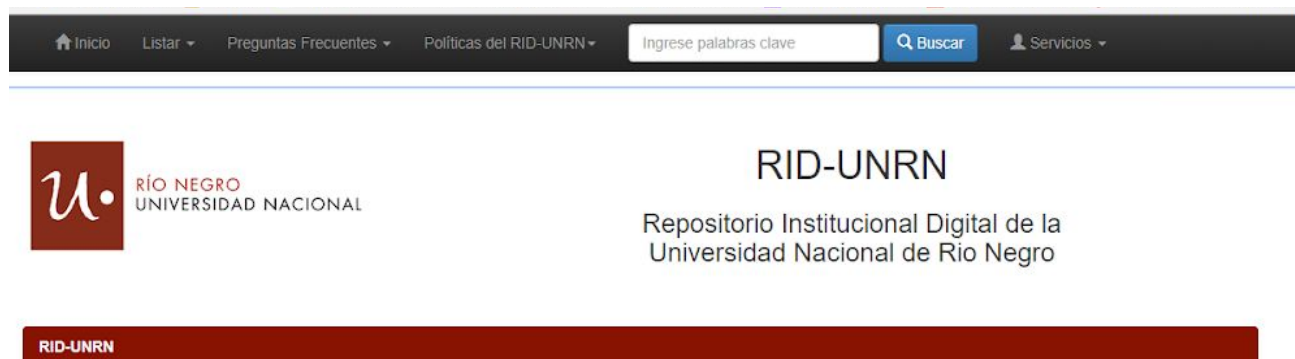 Inicio Listar Preguntas Frecuentes Políticas del RID-UNRN Ingrese palabras clave Buscar Servicios
u.
RÍO NEGRO
UNIVERSIDAD NACIONAL
RID-UNRN
Repositorio Institucional Digital de la
Universidad Nacional de Rio Negro
RID-UNRN